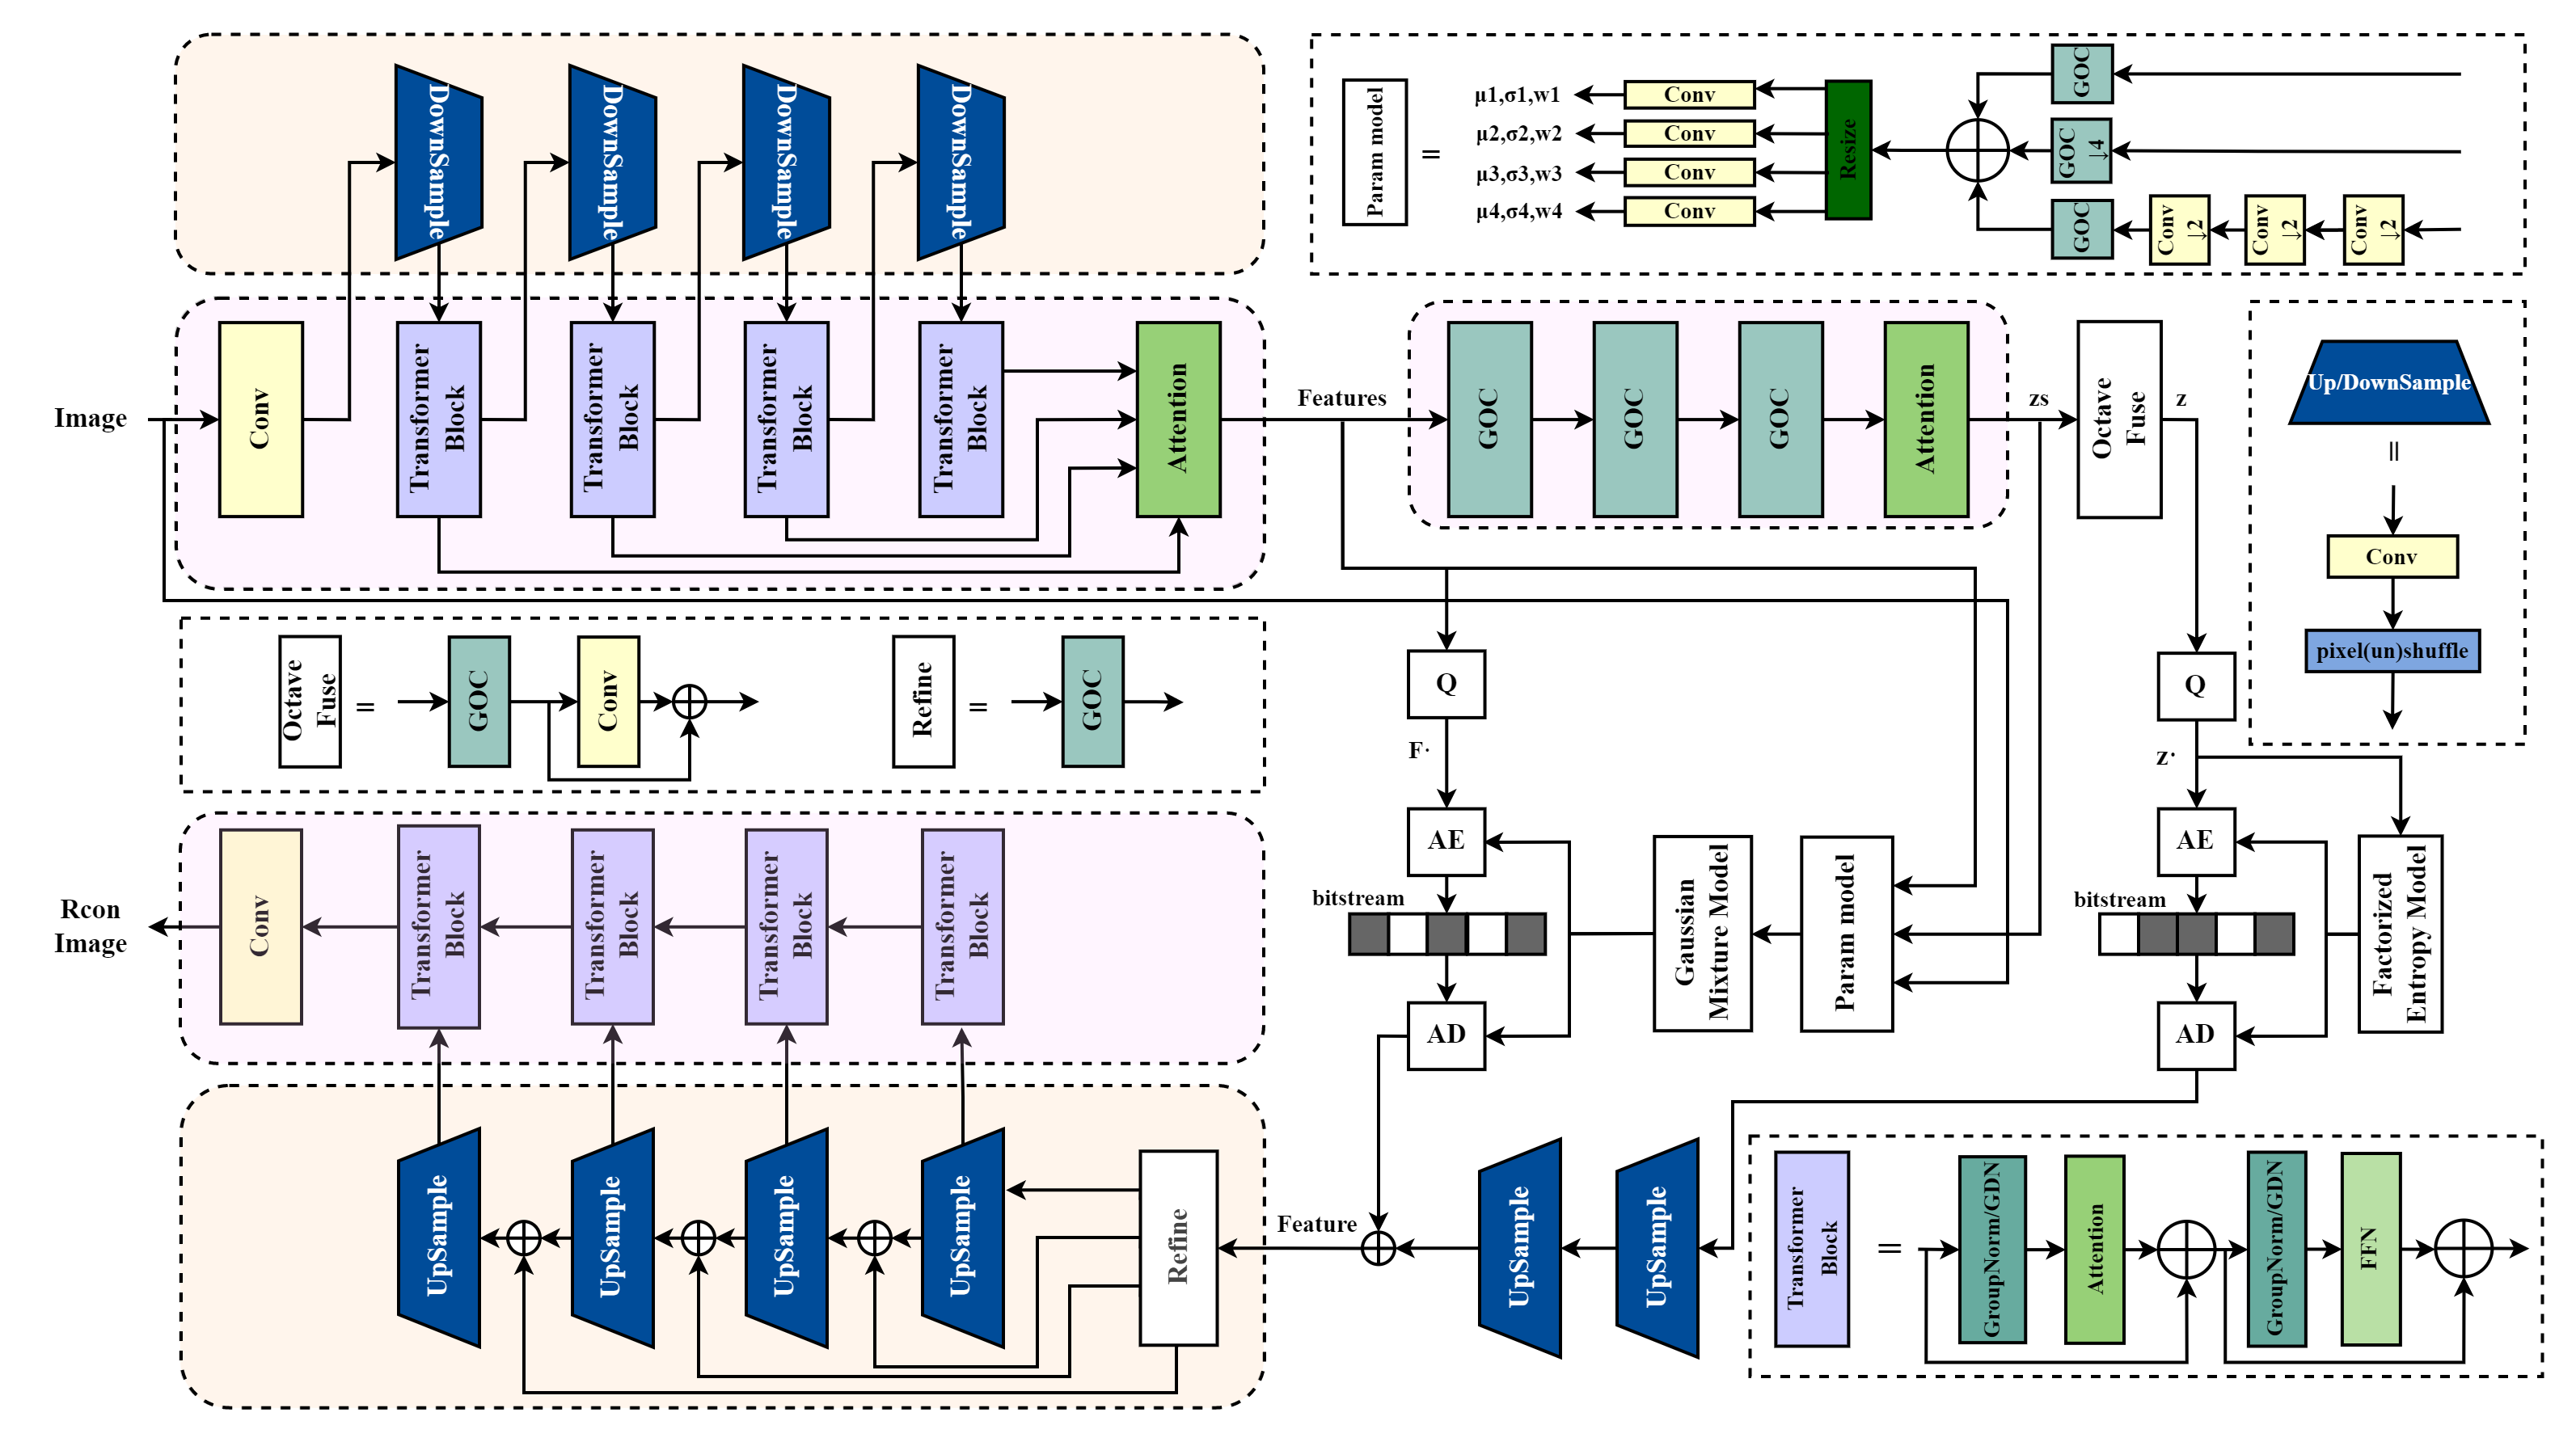 DownSample
DownSample
DownSample
DownSample
Param model
=
μ1,σ1,w1
μ2,σ2,w2
μ3,σ3,w3
μ4,σ4,w4
Conv
Conv
Conv
Conv
Resize
GOC
GOC
↓4
GOC
Conv
↓2
Conv
↓2
Conv
↓2
Image
Conv
Transformer
Block
Transformer
Block
Transformer
Block
Transformer
Block
Attention
Features
GOC
GOC
GOC
Attention
zs
Octave
Fuse
z
Up/DownSample
=
Conv
pixel(un)shuffle
Octave
Fuse
=
GOC
Conv
Refine
=
GOC
Q
F·
AE
bitstream
AD
Gaussian
Mixture Model
Param model
Q
z·
AE
bitstream
AD
Factorized
Entropy Model
Rcon
Image
Conv
Transformer
Block
Transformer
Block
Transformer
Block
Transformer
Block
UpSample
UpSample
UpSample
UpSample
Refine
Feature
UpSample
UpSample
Transformer
Block
=
GroupNorm/GDN
Attention
GroupNorm/GDN
FFN